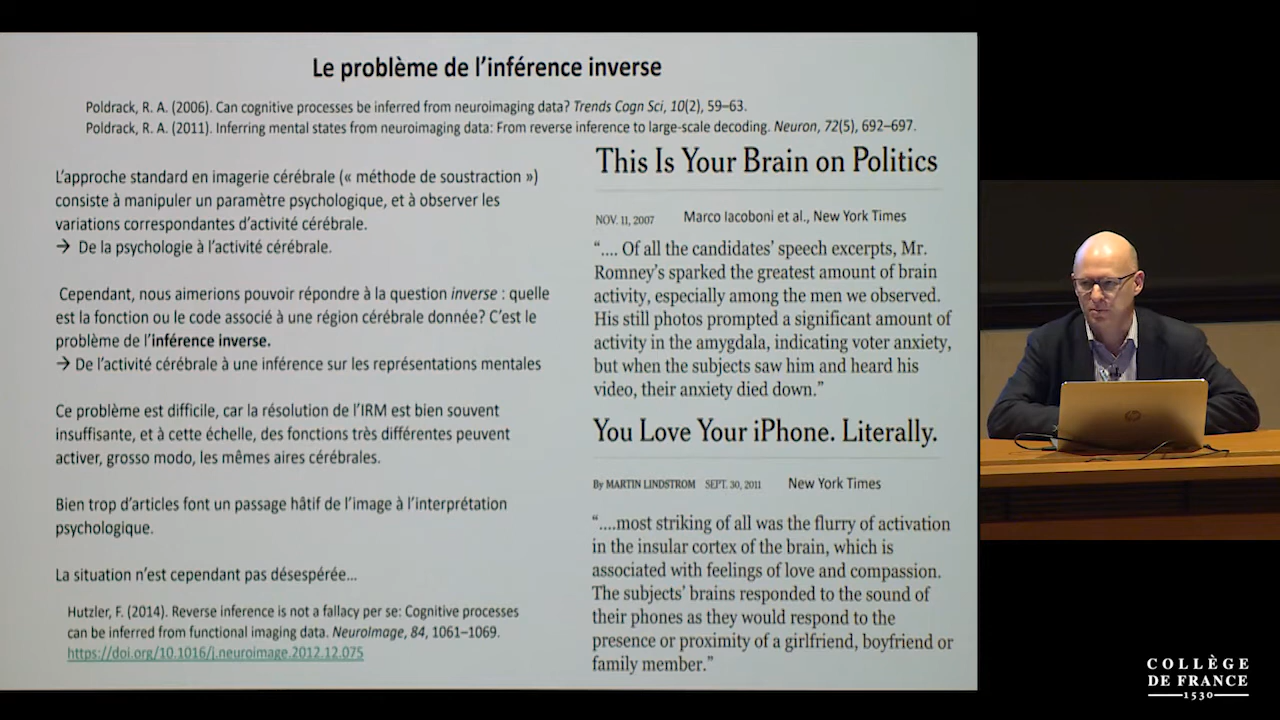 Le problème de l’inférence inverse
Poldrack, R. A. (2006). Can cognitive processes be inferred from neuroimaging data? Trends Cogn Sci, 10(2), 59–63.
Poldrack, R. A. (2011). Inferring mental states from neuroimaging data: From reverse inference to large-scale decoding. Neuron, 72(5), 692–697.
L’approche standard en imagerie cérébrale (« méthode de soustraction »)
consiste à manipuler un paramètre psychologique, et à observer les
variations correspondantes d’activité cérébrale.
→ De la psychologie à l’activité cérébrale.
Cependant, nous aimerions pouvoir répondre à la question inverse : quelle
est la fonction ou le code associé à une région cérébrale donnée? C’est le
problème de l’inférence inverse.
→ De l’activité cérébrale à une inférence sur les représentations mentales
Ce problème est difficile, car la résolution de l’IRM est bien souvent
insuffisante, et à cette échelle, des fonctions très différentes peuvent
activer, grosso modo, les mêmes aires cérébrales.
Bien trop d’articles font un passage hâtif de l’image à l’interprétation
psychologique.
La situation n’est cependant pas désespérée…
Hutzler, F. (2014). Reverse inference is not a fallacy per se: Cognitive processes
can be inferred from functional imaging data. NeuroImage, 84, 1061–1069.
https://doi.org/10.1016/j.neuroimage.2012.12.075
This Is Your Brain on Politics
NOV. 11, 2007 Marco Iacoboni et al., New York Times
“.... Of all the candidates’ speech excerpts, Mr.
Romney’s sparked the greatest amount of brain
activity, especially among the men we observed.
His still photos prompted a significant amount of
activity in the amygdala, indicating voter anxiety,
but when the subjects saw him and heard his
video, their anxiety died down.”
You Love Your iPhone. Literally.
By MARTIN LINDSTROM SEPT. 30, 2011 New York Times
“....most striking of all was the flurry of activation
in the insular cortex of the brain, which is
associated with feelings of love and compassion.
The subjects’ brains responded to the sound of
their phones as they would respond to the
presence or proximity of a girlfriend, boyfriend or
family member.”
hp
COLLÈGE
DE FRANCE
1530